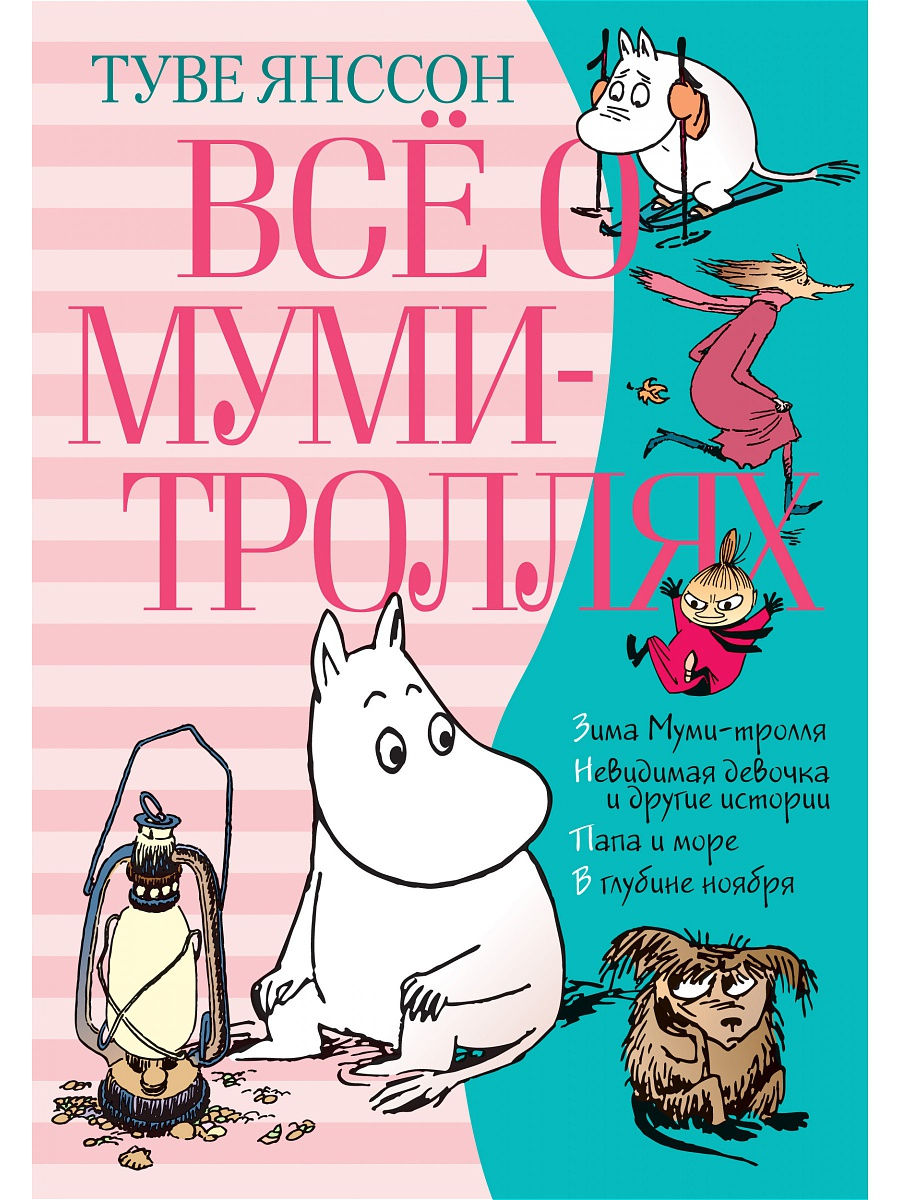 ТУВЕ ЯНССОН
ВСЁ О
МУМИ-
ТРОЛЛЯХ
Зима Муми-тролля
Невидимая девочка
и другие истории
Папа и море
В глубине ноября